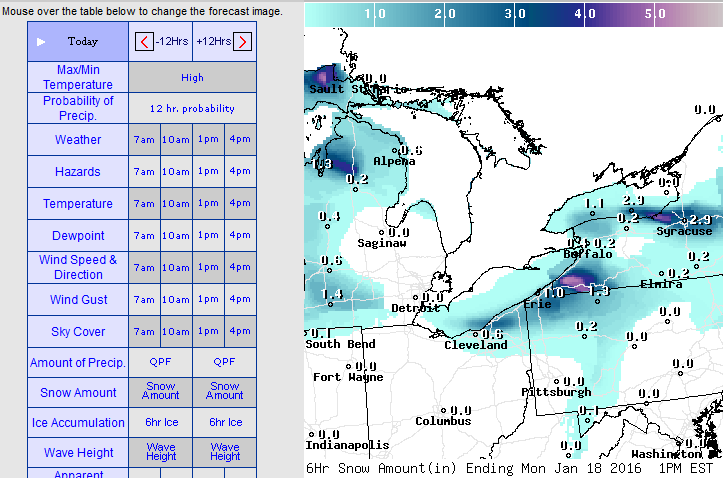 Mouse over the table below to change the forecast image.
Today
-12Hrs
+12Hrs
Max/Min
Temperature
High
Probability of
Precip.
12 hr. probability
Weather
7am 10am 1pm 4pm
Hazards
7am 10am 1pm 4pm
Temperature
7am 10am 1pm 4pm
Dewpoint
7am 10am 1pm 4pm
Wind Speed &
Direction
7am 10am 1pm 4pm
Wind Gust
7am 10am 1pm 4pm
Sky Cover
7am 10am 1pm 4pm
Amount of Precip.
QPF QPF
Snow Amount
Snow
Amount
Snow
Amount
Ice Accumulation
6hr Ice 6hr Ice
Wave Height
Wave
Height
Wave
Height
Apparent
1.0 2.0 3.0 4.0 5.0
0.0
Sault St
0.0
0.6
Alpena
1.3
0.2
0.0
1.1
2.9
0.2
2.9
Syracuse
0.4
0.0
Saginaw
0.2
Buffalo
0.2
0.6
0.2
Elmira
1.4
0.0
Detroit
1.0
1.3
Erie
0.0
0.1
South Bend
0.6
Cleveland
0.2
0.0
0.0
Fort Wayne
0.0
0.0
Pittsburgh
0.0
0.0
Columbus
0.1
0.0
Indianapolis
0.0
0.0
Washington
6Hr Snow Amount(in) Ending Mon Jan 18 2016 1PM EST